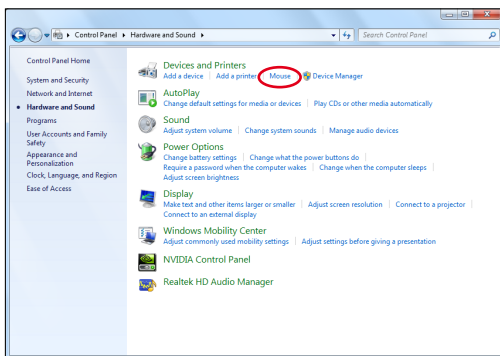 Control Panel Hardware and Sound Search Control Panel
Control Panel Home
System and Security
Network and Internet
Hardware and Sound
Programs
User Accounts and Family
Safety
Appearance and
Personalization
Clock, Language, and Region
Ease of Access
Devices and Printers
Add a device Add a printer Mouse Device Manager
AutoPlay
Change default settings for media or devices Play CDs or other media automatically
Sound
Adjust system volume Change system sounds Manage audio devices
Power Options
Change battery settings Change what the power buttons do
Require a password when the computer wakes Change when the computer sleeps
Adjust screen brightness
Display
Make text and other items larger or smaller Adjust screen resolution Connect to a projector
Connect to an external display
Windows Mobility Center
Adjust commonly used mobility settings Adjust settings before giving a presentation
NVIDIA Control Panel
Realtek HD Audio Manager